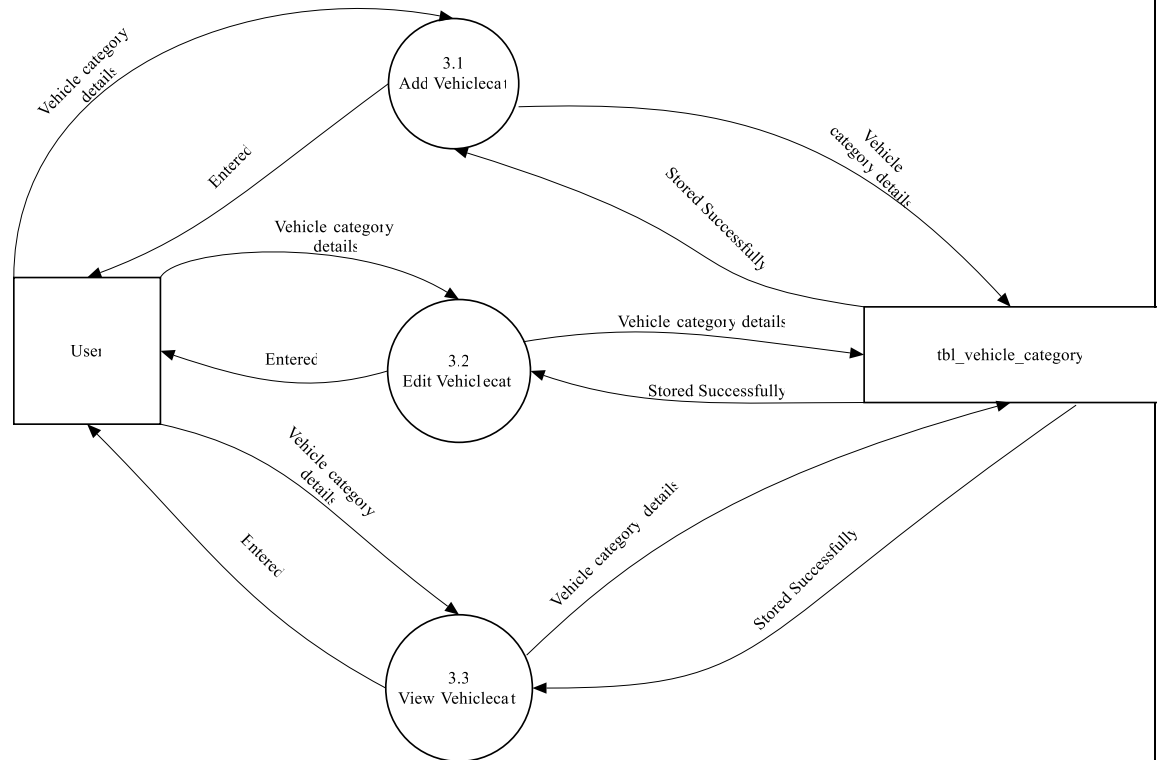 Vehicle category
details
3.1
Add Vehiclecat
Entered
Vehicle
category details
Stored Successfully
Vehicle category
details
User
Entered
3.2
Edit Vehiclecat
Vehicle category details
Stored Successfully
tbl_vehicle_category
Vehicle category
details
Entered
Vehicle category details
Stored Successfully
3.3
View Vehiclecat